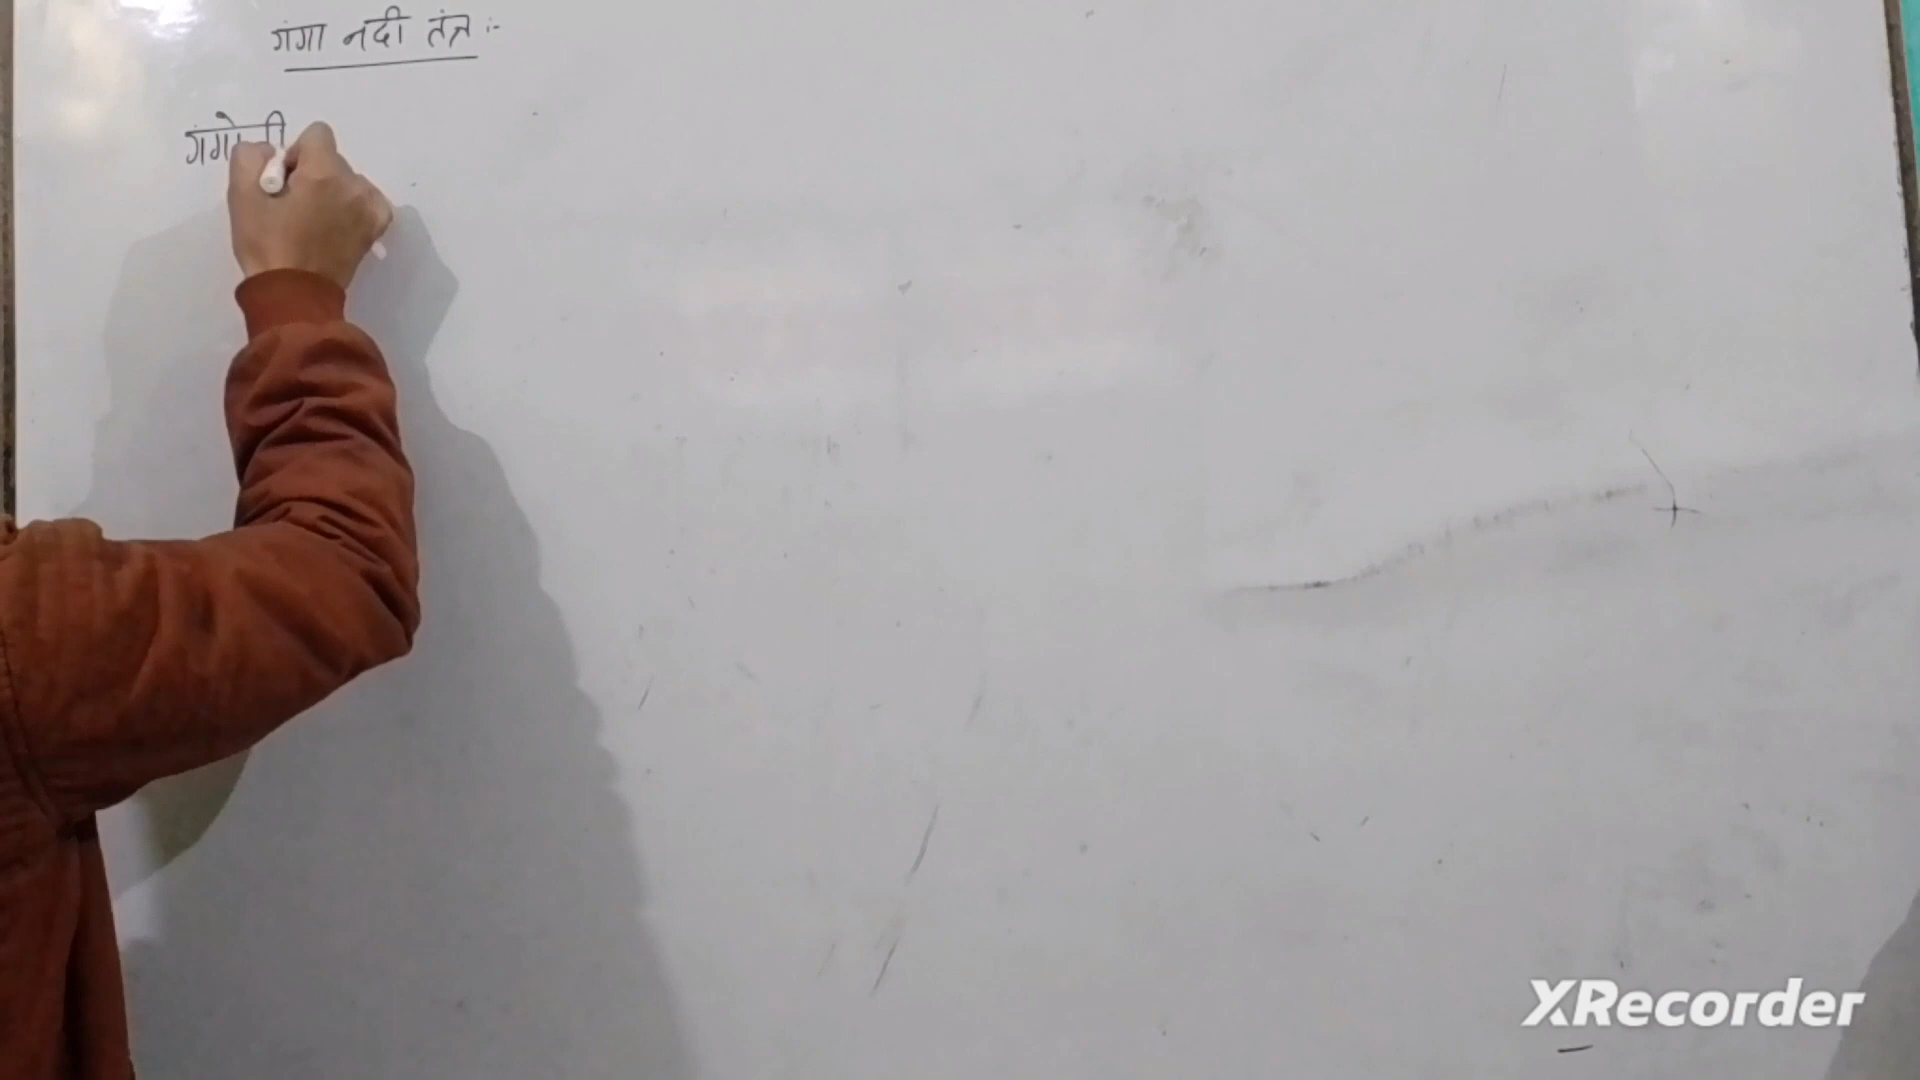 गंगा नदी तंत्र :-
XRecorder